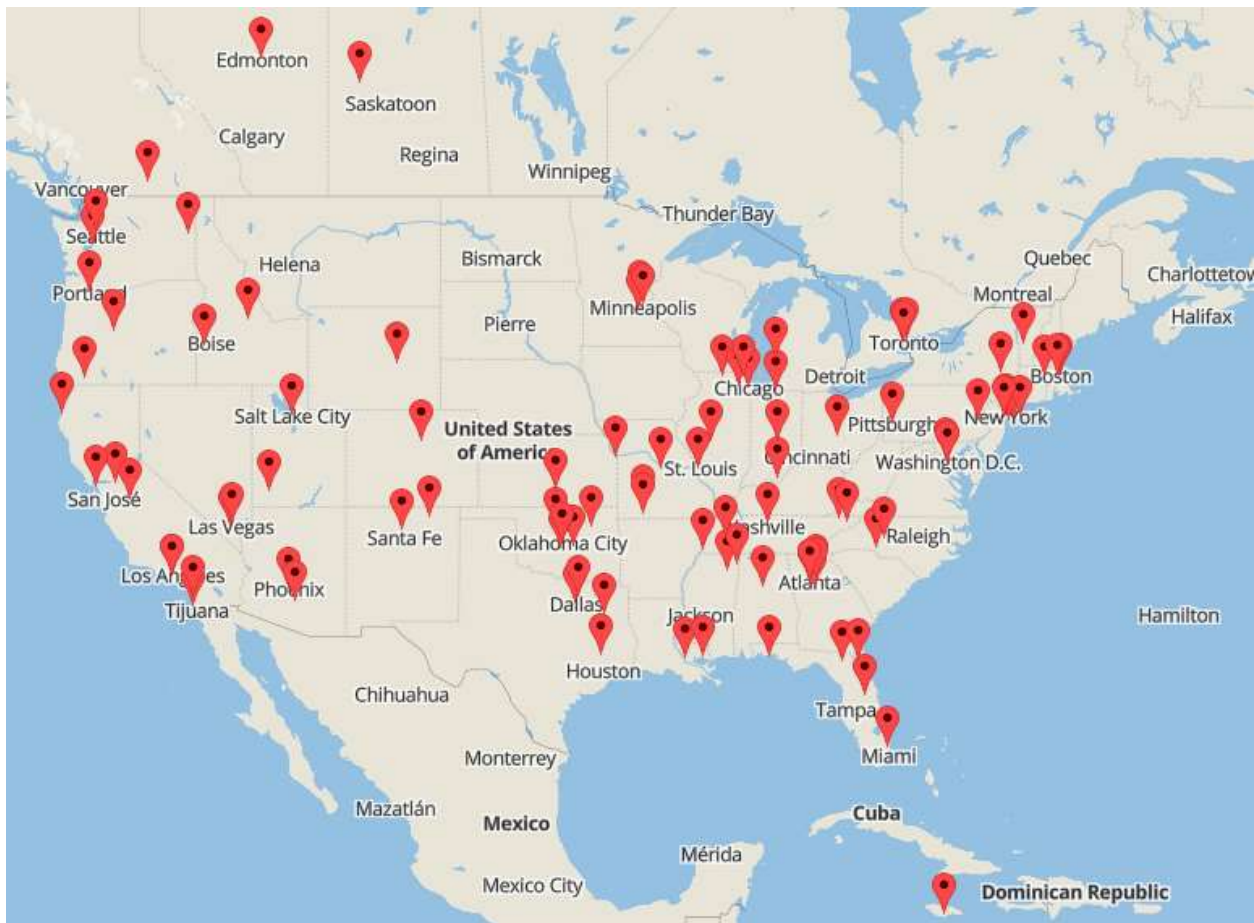 Edmonton
Saskatoon
Calgary
Regina
Winnipeg
Vancouver
Thunder Bay
Seattle
Quebec
Helena
Bismarck
Charlottetow
Portland
Montreal
Minneapolis
Halifax
Pierre
Boise
Toronto
Detroit
Boston
Chicago
Salt Lake City
New York
Pittsburgh
United States
of America
Cincinnati
St. Louis
Washington D.C.
San José
Las Vegas
Nashville
Raleigh
Santa Fe
Oklahoma City
Los Angeles
Phoenix
Atlanta
Dallas
Tijuana
Jackson
Hamilton
Houston
Chihuahua
Tampa
Monterrey
Miami
Mazatlán
Mexico
Cuba
Mérida
Mexico City
Dominican Republic